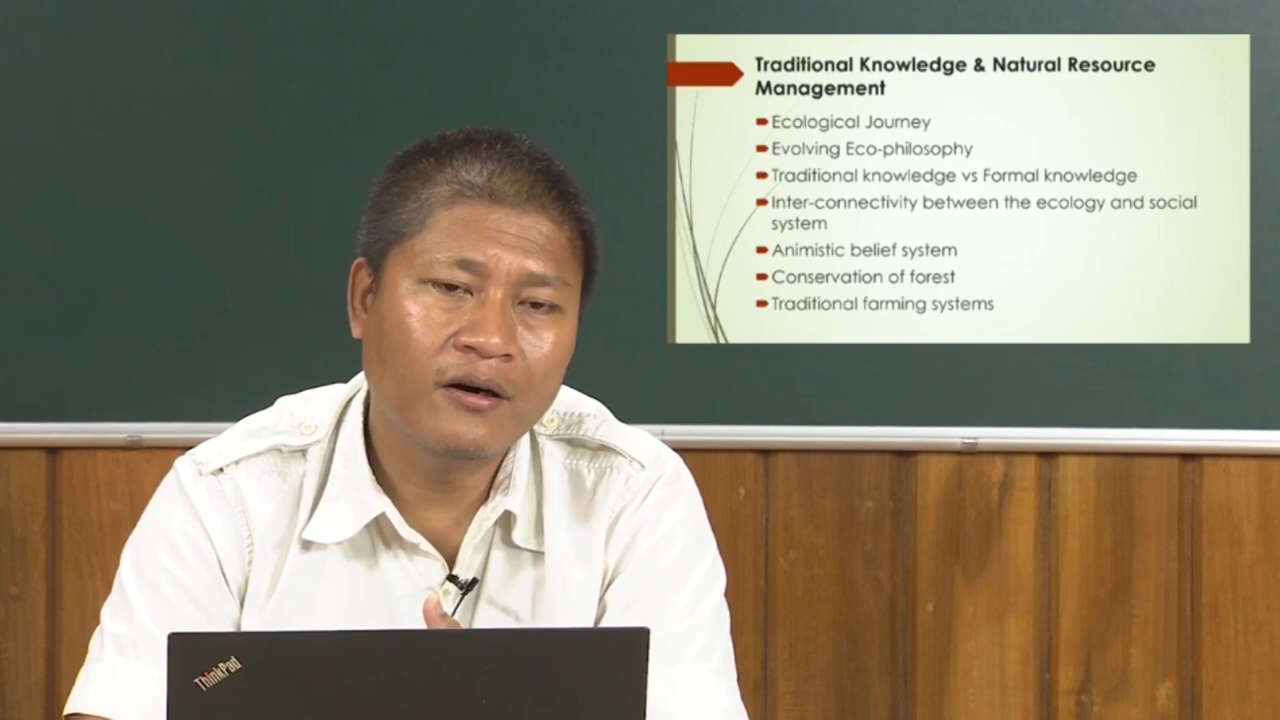 Traditional Knowledge & Natural Resource
Management
Ecological Journey
Evolving Eco-philosophy
Traditional knowledge vs Formal knowledge
Inter-connectivity between the ecology and social
system
Animistic belief system
Conservation of forest
Traditional farming systems
ThinkPad